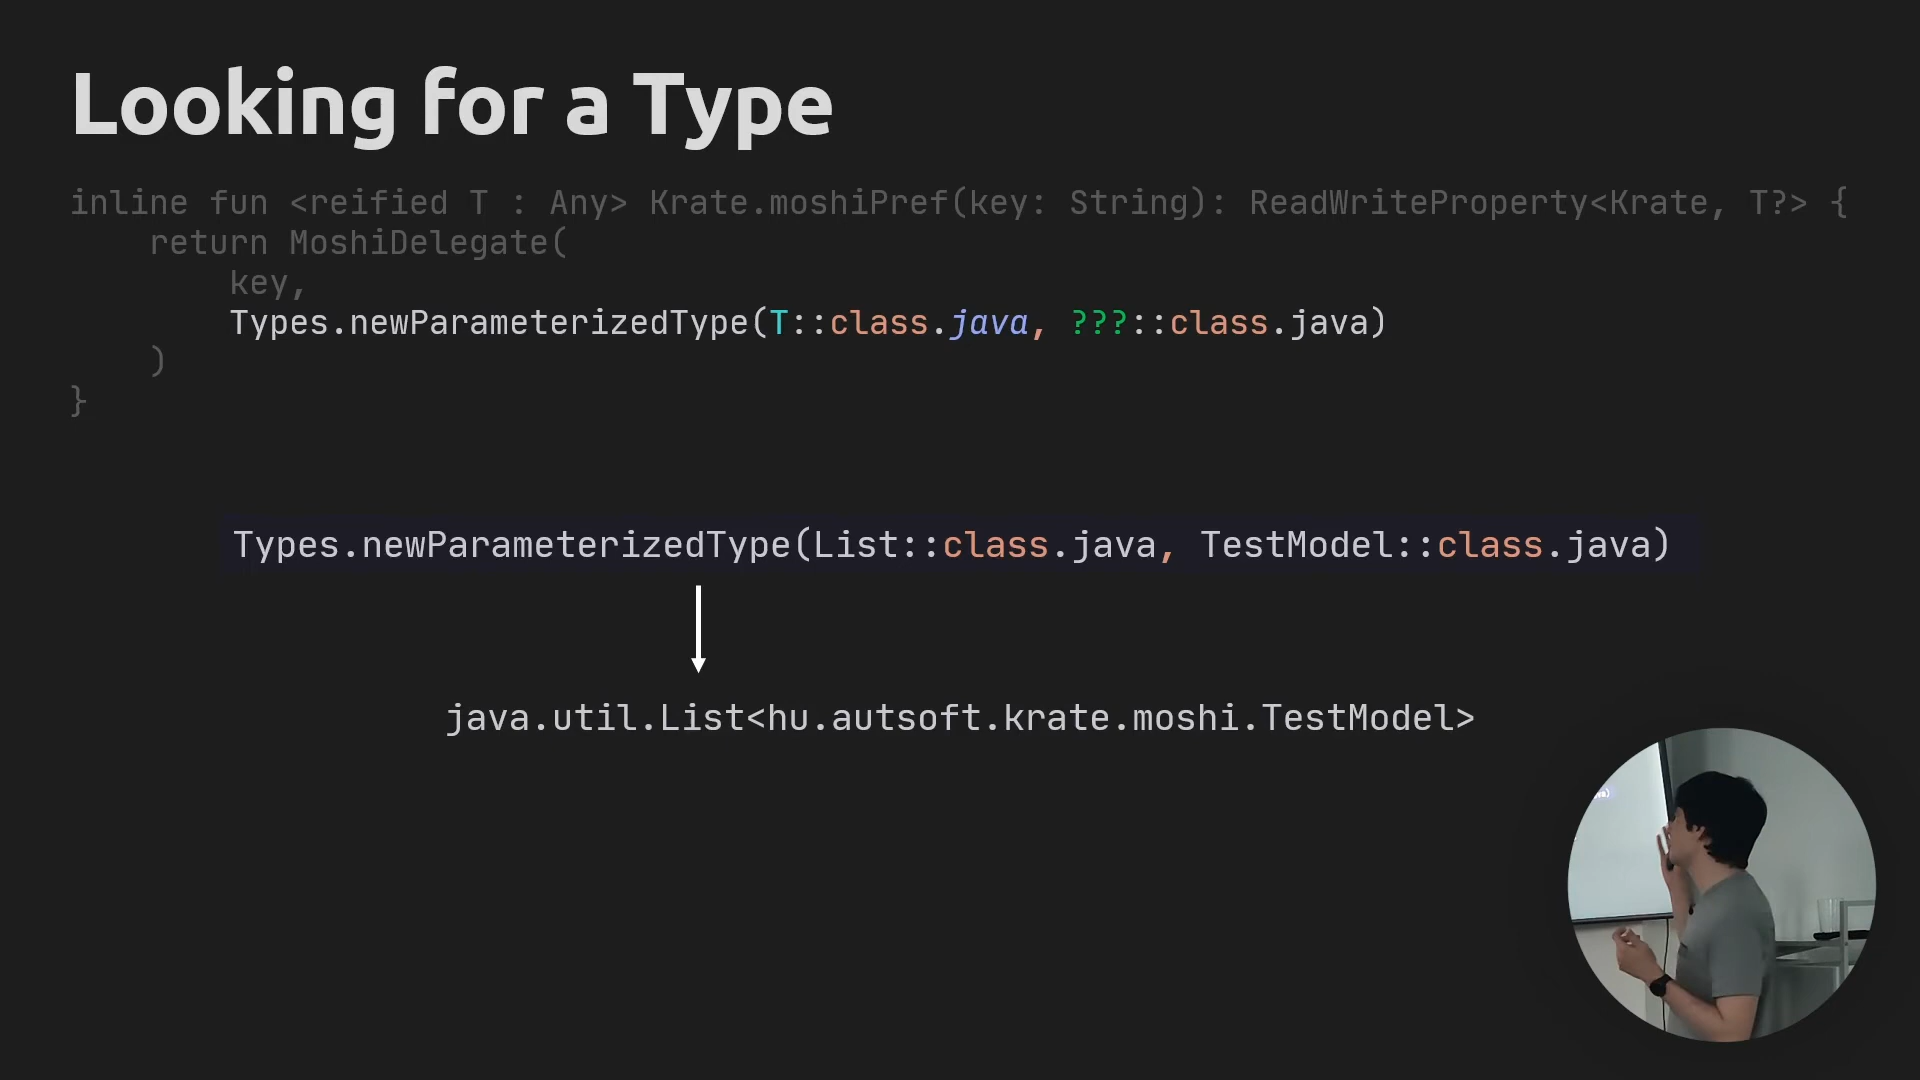 Looking for a Type
inline fun <reified T : Any> Krate.moshiPref(key: String): ReadWriteProperty<Krate, T?> {
    return MoshiDelegate(
        key,
        Types.newParameterizedType(T::class.java, ???::class.java)
    )
}
Types.newParameterizedType(List::class.java, TestModel::class.java)
java.util.List<hu.autsoft.krate.moshi.TestModel>